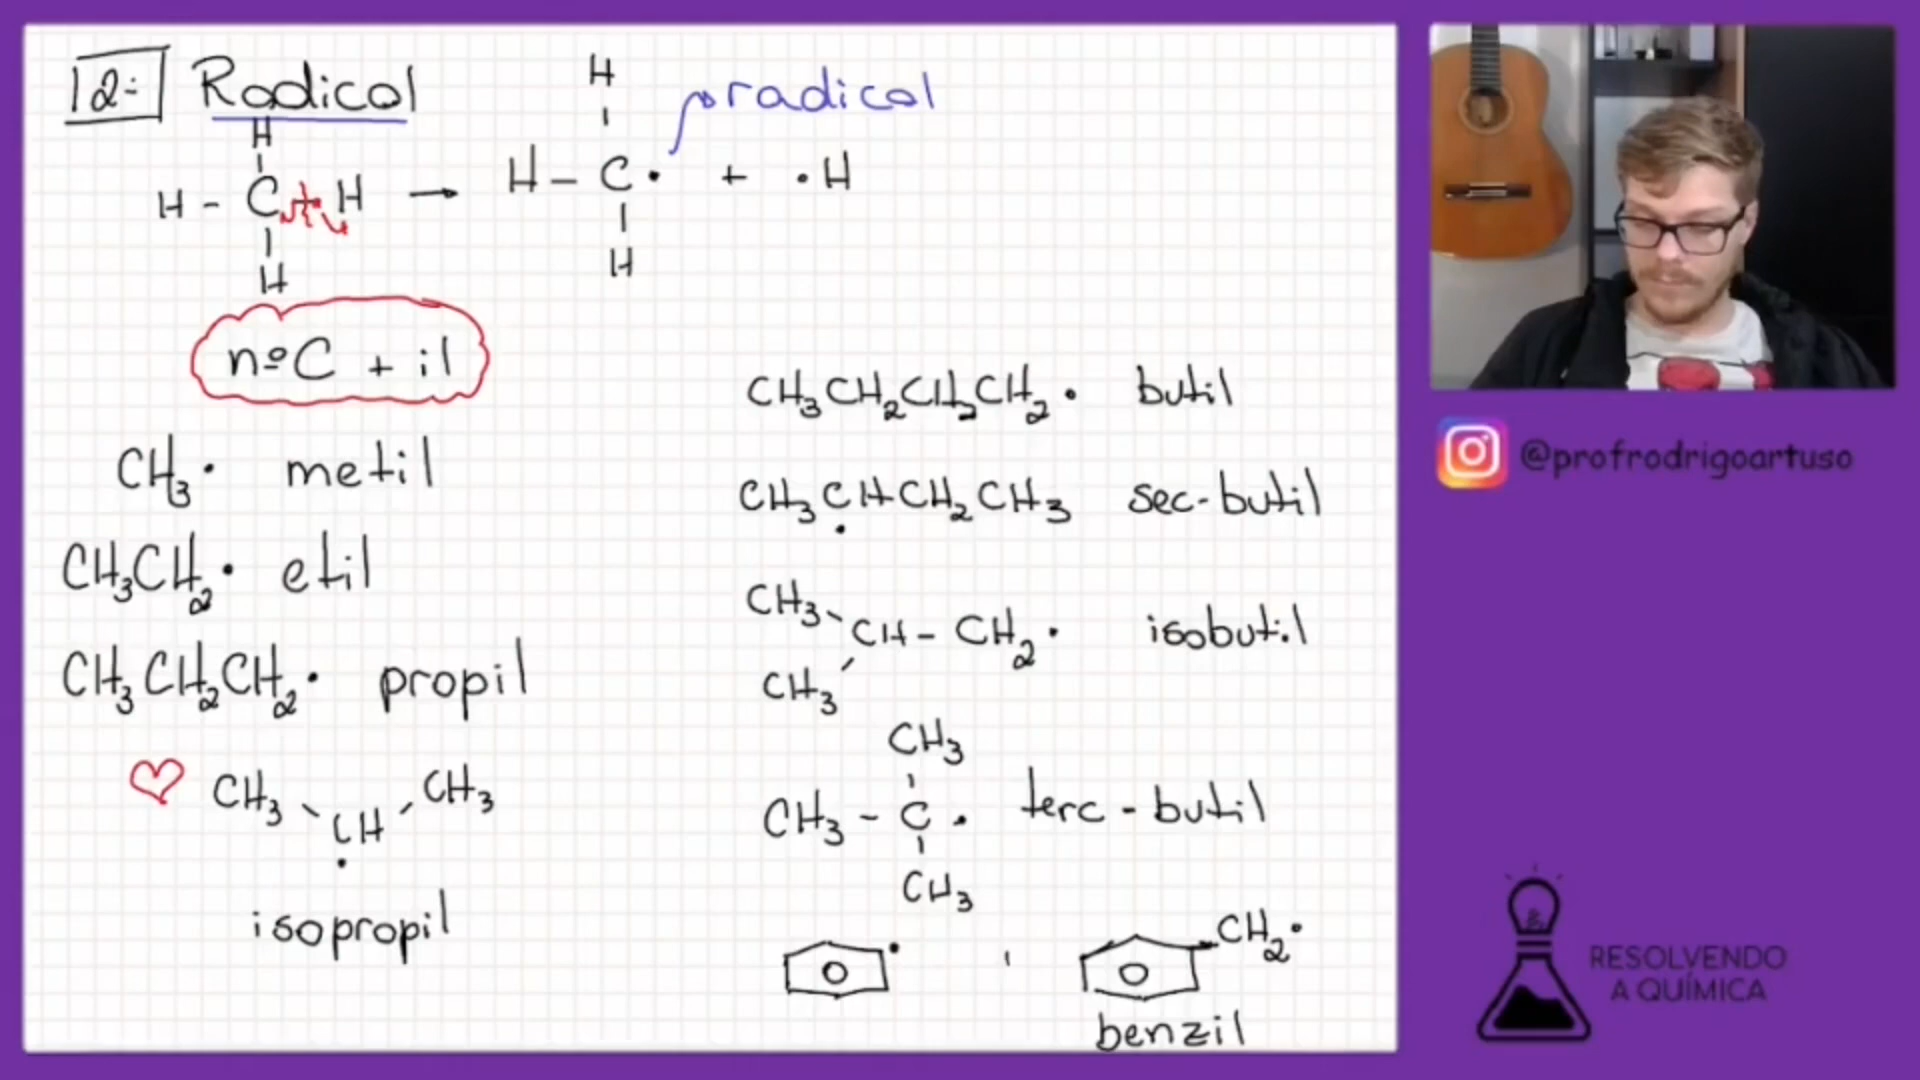 12: Radical
H
H - C + H → H - C • + • H
H
H
H
radical
nºC + il
CH3• metil
CH3CH2• etil
CH3CH2CH2• propil
CH3 CH CH3
•
isopropil
CH3CH2CH2CH2• butil
CH3CHCH2CH3 sec-butil
•
CH3
CH - CH2• isobutil
CH3
CH3
CH3 - C • terc-butil
CH3
CH2•
benzil
@profrodrigoartuso
RESOLVENDO
A QUÍMICA